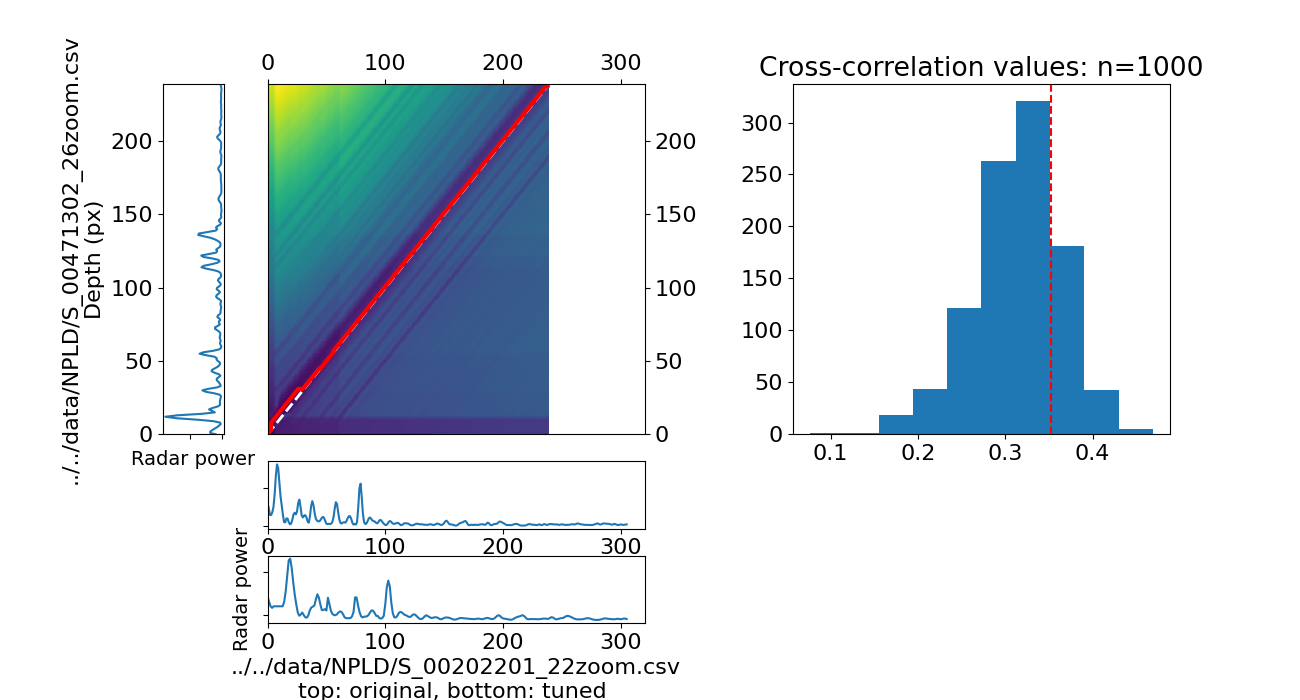 0 100 200 300
Cross-correlation values: n=1000
../../data/NPLD/S_00471302_26zoom.csv
Depth (px)
200
150
100
50
0
200
150
100
50
0
300
250
200
150
100
50
0
0.1 0.2 0.3 0.4
Radar power
0 100 200 300
Radar power
0 100 200 300
../../data/NPLD/S_00202201_22zoom.csv
top: original, bottom: tuned